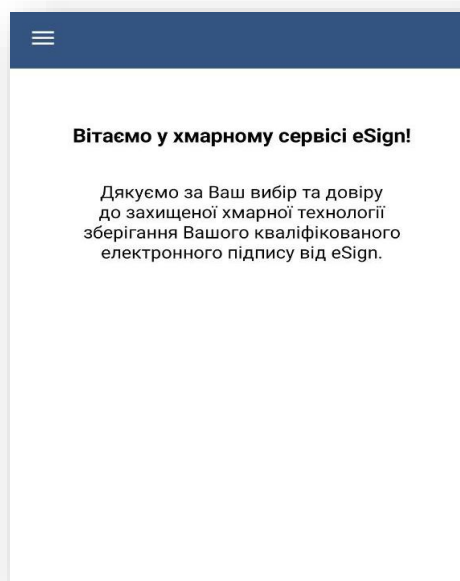 Вітаємо у хмарному сервісі eSign!
Дякуємо за Ваш вибір та довіру
до захищеної хмарної технології
зберігання Вашого кваліфікованого
електронного підпису від eSign.